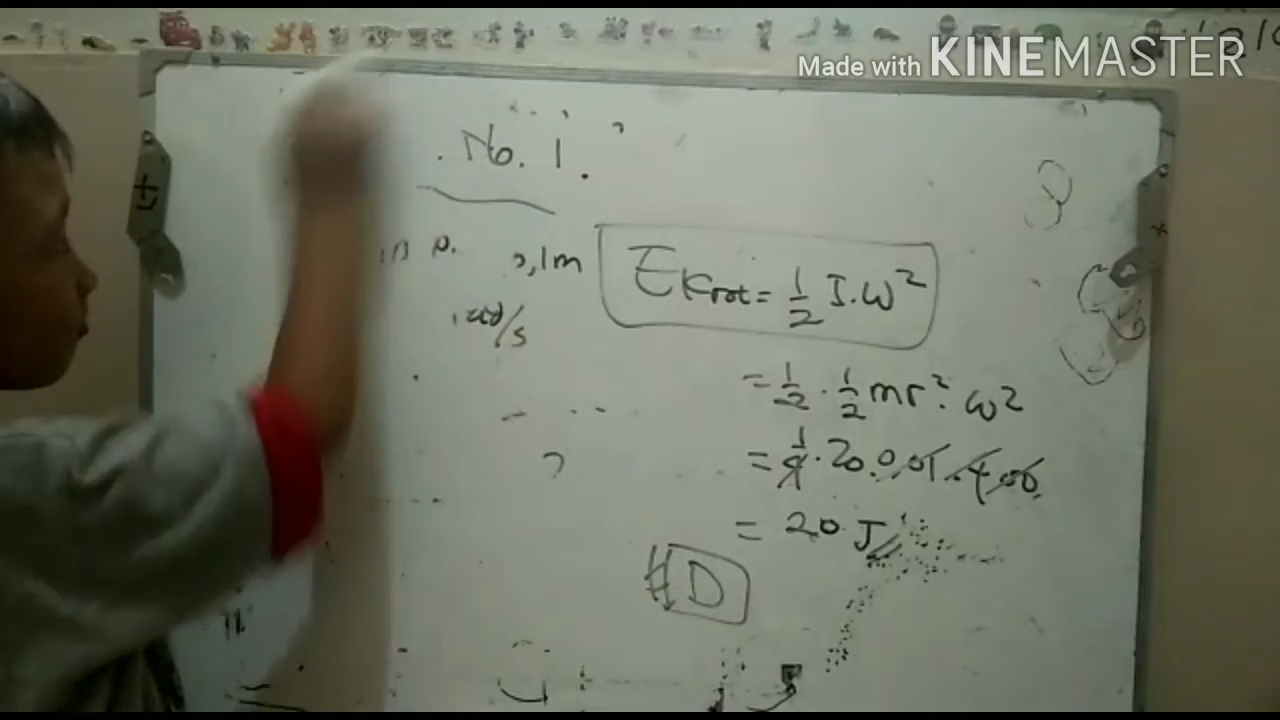 Made with KINEMASTER
No. 1.
0,1m
rad/s
EKrot = 1/2 I.ω²
= 1/2 . 1/2 mr². ω²
= 1/4 . 20.0,01.400
= 20 J
# D